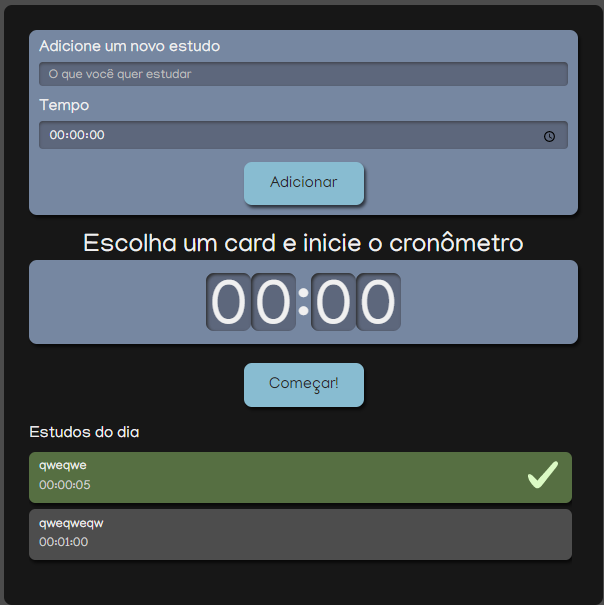 Adicione um novo estudo
O que você quer estudar
Tempo
00:00:00
Adicionar
Escolha um card e inicie o cronômetro
00:00
Começar!
Estudos do dia
qweqwe
00:00:05
qweqweqw
00:01:00